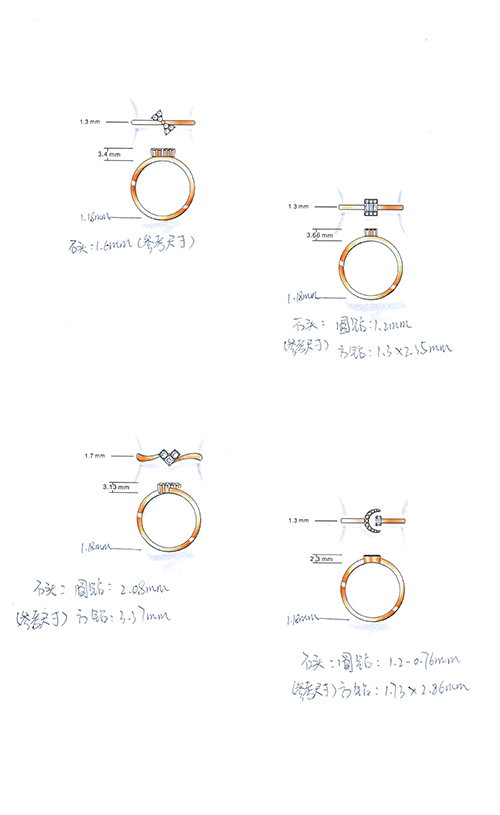 1.3 mm
3.4 mm
1.18mm
石头:1.6mm (参考尺寸)
1.3 mm
3.66 mm
1.18mm
石头: 圆钻:1.2mm
(参考尺寸) 方钻:1.3×2.35mm
1.7 mm
3.13 mm
1.18mm
石头: 圆钻: 2.08mm
(参考尺寸) 方钻:3.37mm
1.3 mm
2.3 mm
1.18mm
石头:圆钻: 1.2-0.76mm
(参考尺寸) 方钻:1.73×2.86mm